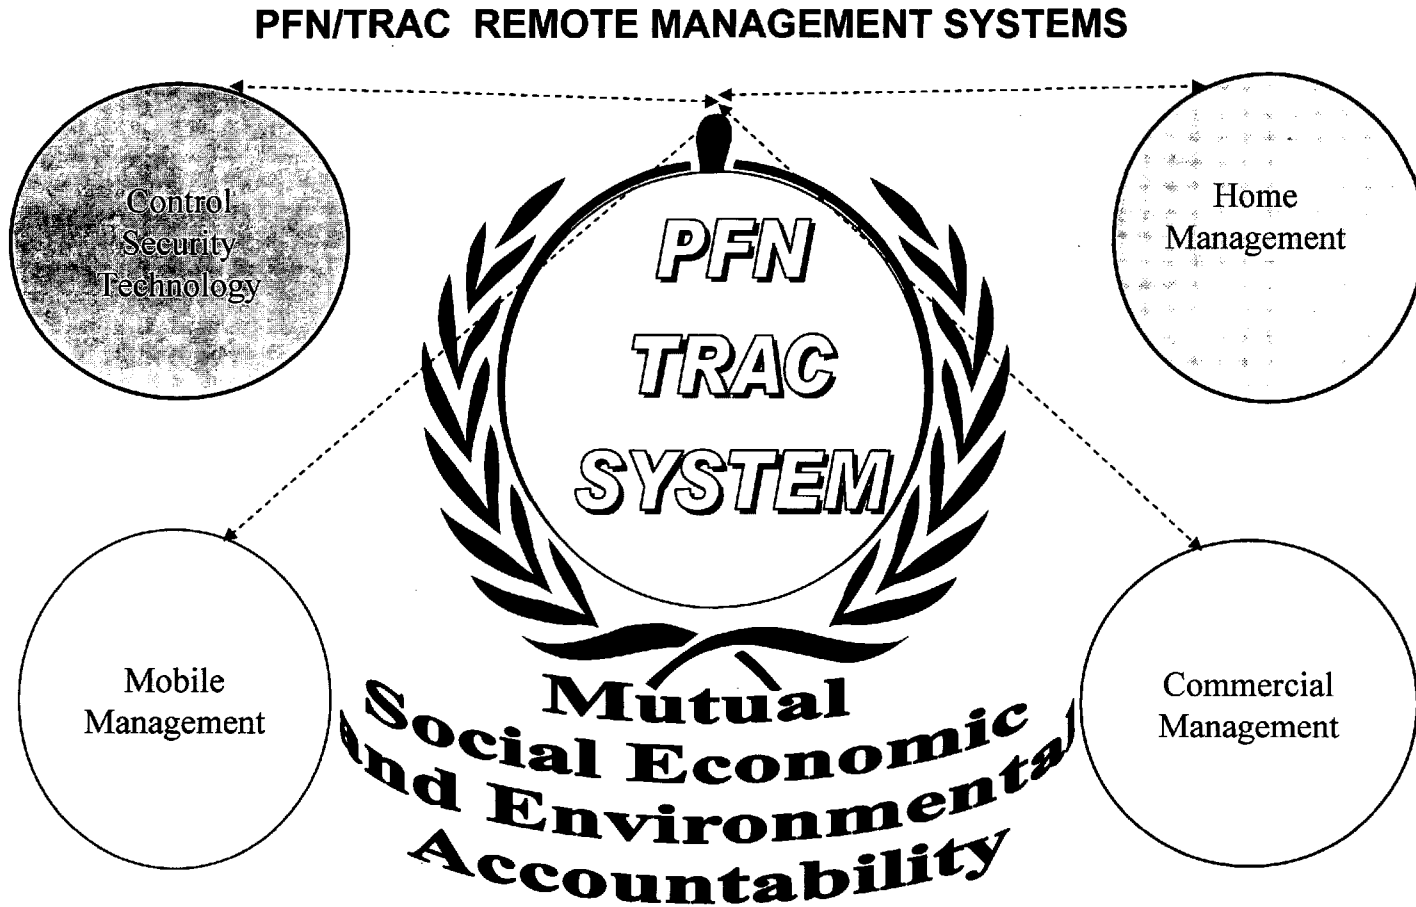 PFN/TRAC REMOTE MANAGEMENT SYSTEMS
Control
Security
Technology
PFN
TRAC
SYSTEM
Home
Management
Mobile
Management
Commercial
Management
Mutual
Social Economic
and Environmental
Accountability